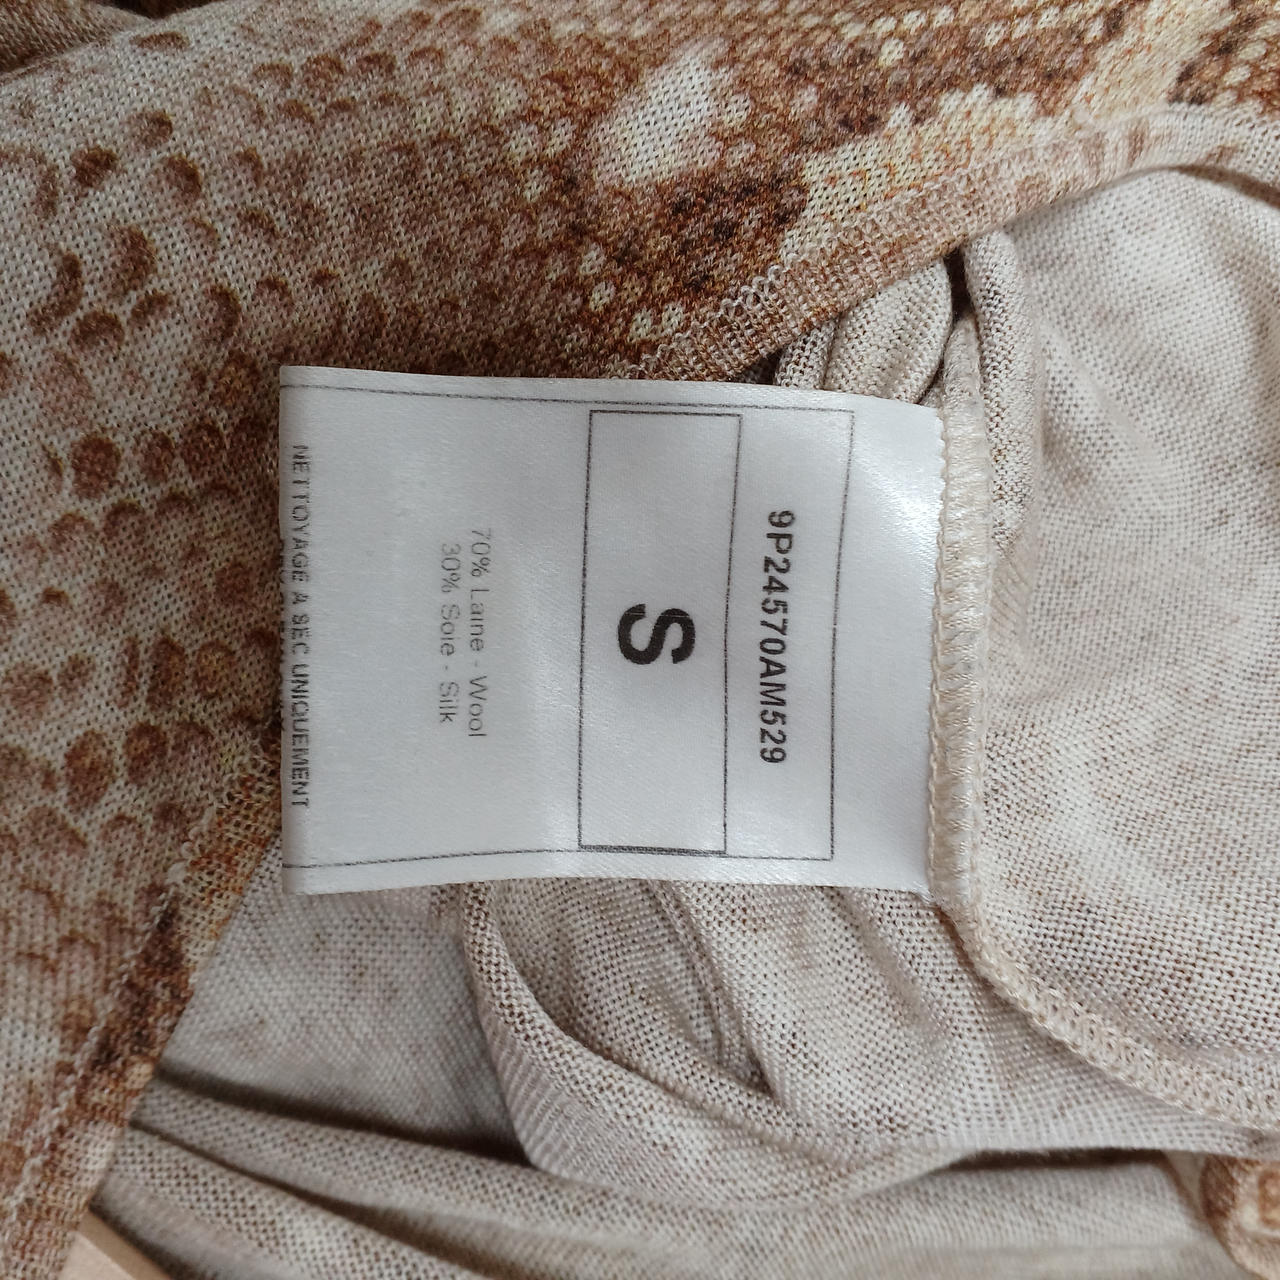 9P24570AM529
S
70% Laine - Wool
30% Soie - Silk
NETTOYAGE A SEC UNIQUEMENT